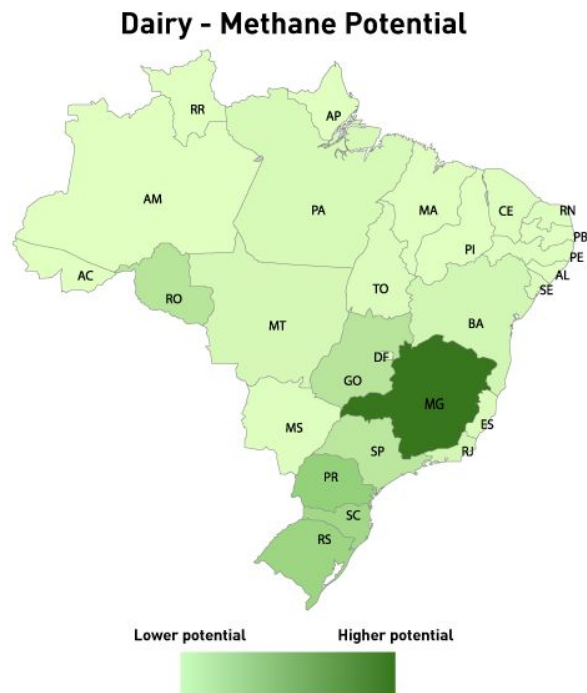 Dairy - Methane Potential
RR
AP
AM
PA
MA
CE
RN
PB
PI
PE
AL
AC
SE
RO
TO
BA
MT
DF
GO
MG
MS
ES
SP
RJ
PR
SC
RS
Lower potential Higher potential